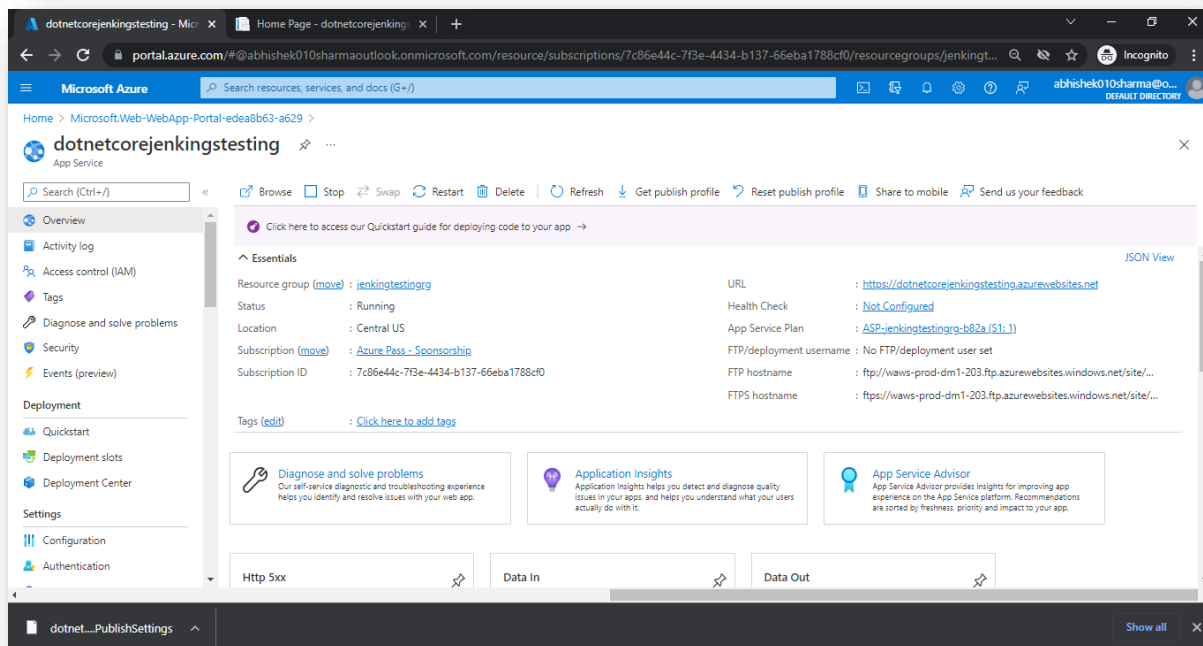 dotnetcorejenkingstesting - Micr
Home Page - dotnetcorejenkings
portal.azure.com/#@abhishek010sharmaoutlook.onmicrosoft.com/resource/subscriptions/7c86e44c-7f3e-4434-b137-66eba1788cf0/resourcegroups/jenkingt...
Incognito
Microsoft Azure
Search resources, services, and docs (G+/)
abhishek010sharma@o...
DEFAULT DIRECTORY
Home > Microsoft.Web-WebApp-Portal-edea8b63-a629 >
dotnetcorejenkingstesting
App Service
Search (Ctrl+/)
Browse Stop Swap Restart Delete Refresh Get publish profile Reset publish profile Share to mobile Send us your feedback
Overview
Activity log
Access control (IAM)
Tags
Diagnose and solve problems
Security
Events (preview)
Deployment
Quickstart
Deployment slots
Deployment Center
Settings
Configuration
Authentication
Click here to access our Quickstart guide for deploying code to your app →
Essentials
JSON View
Resource group (move) : jenkingtestingrg
Status : Running
Location : Central US
Subscription (move) : Azure Pass - Sponsorship
Subscription ID : 7c86e44c-7f3e-4434-b137-66eba1788cf0
Tags (edit) : Click here to add tags
URL : https://dotnetcorejenkingstesting.azurewebsites.net
Health Check : Not Configured
App Service Plan : ASP-jenkingtestingrg-b82a (S1: 1)
FTP/deployment username : No FTP/deployment user set
FTP hostname : ftp://waws-prod-dm1-203.ftp.azurewebsites.windows.net/site/...
FTPS hostname : ftps://waws-prod-dm1-203.ftp.azurewebsites.windows.net/site/...
Diagnose and solve problems
Our self-service diagnostic and troubleshooting experience
helps you identify and resolve issues with your web app.
Application Insights
Application Insights helps you detect and diagnose quality
issues in your apps, and helps you understand what your users
actually do with it.
App Service Advisor
App Service Advisor provides insights for improving app
experience on the App Service platform. Recommendations
are sorted by freshness, priority and impact to your app.
Http 5xx
Data In
Data Out
dotnet....PublishSettings
Show all